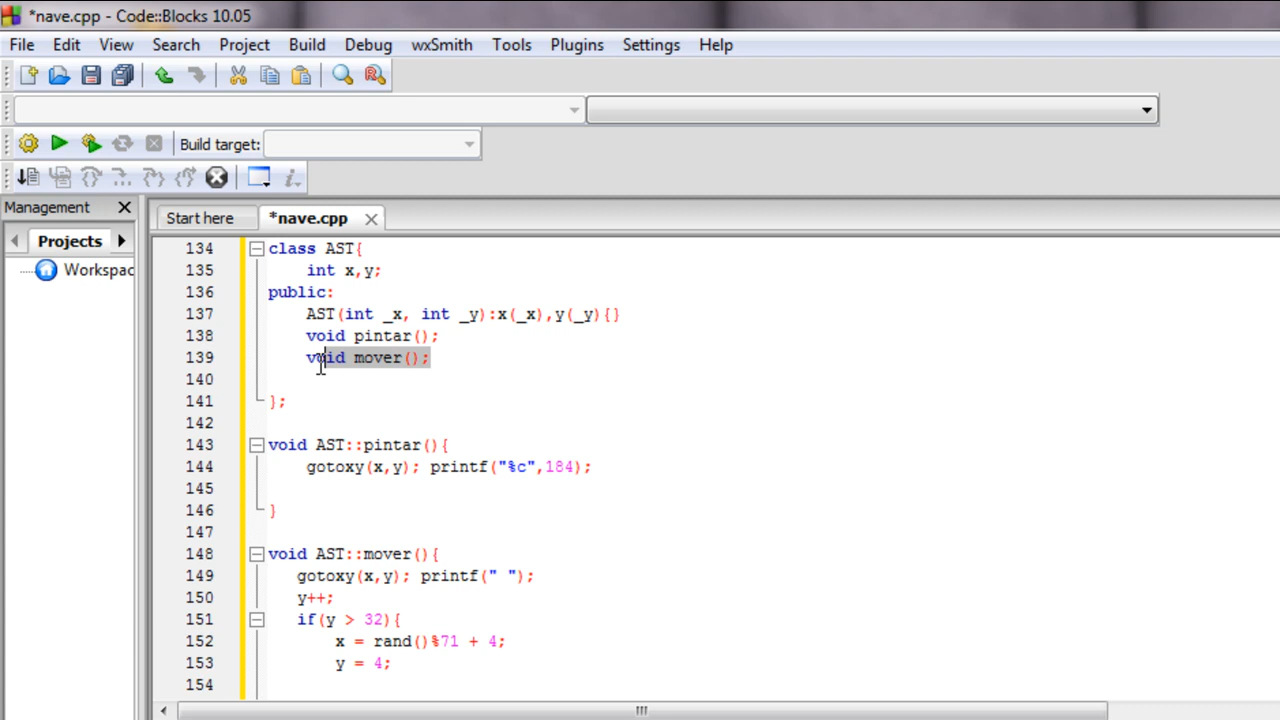 *nave.cpp - Code::Blocks 10.05
File Edit View Search Project Build Debug wxSmith Tools Plugins Settings Help
Build target:
Management
Projects
Workspac
Start here *nave.cpp
134 class AST{
135 int x,y;
136 public:
137 AST(int _x, int _y):x(_x),y(_y){}
138 void pintar();
139 void mover();
140
141 };
142
143 void AST::pintar(){
144 gotoxy(x,y); printf("%c",184);
145
146 }
147
148 void AST::mover(){
149 gotoxy(x,y); printf(" ");
150 y++;
151 if(y > 32){
152 x = rand()%71 + 4;
153 y = 4;
154